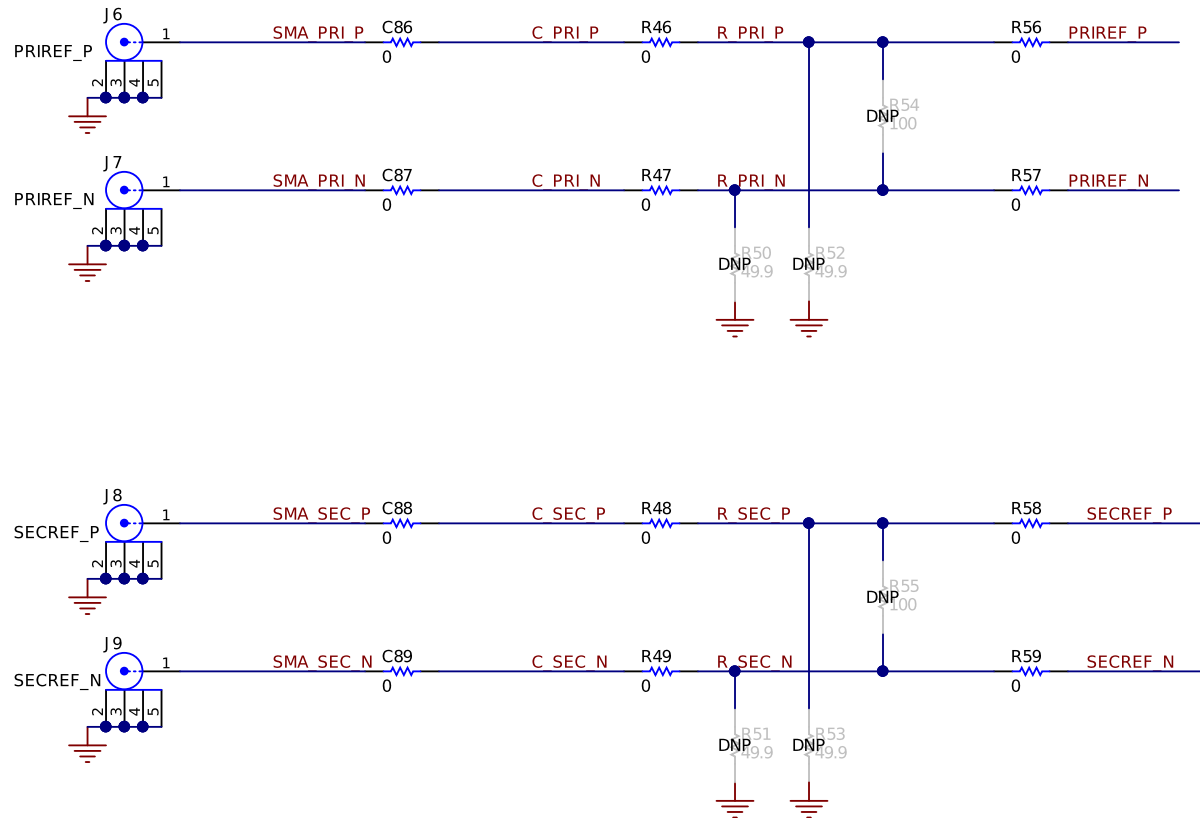 J6
PRIREF_P
1
2
3
4
5
SMA_PRI_P
C86
0
C_PRI_P
R46
0
R_PRI_P
R56
0
PRIREF_P
R54
DNP
100
J7
PRIREF_N
1
2
3
4
5
SMA_PRI_N
C87
0
C_PRI_N
R47
0
R_PRI_N
R57
0
PRIREF_N
R50
DNP
49.9
R52
DNP
49.9
J8
SECREF_P
1
2
3
4
5
SMA_SEC_P
C88
0
C_SEC_P
R48
0
R_SEC_P
R58
0
SECREF_P
R55
DNP
100
J9
SECREF_N
1
2
3
4
5
SMA_SEC_N
C89
0
C_SEC_N
R49
0
R_SEC_N
R59
0
SECREF_N
R51
DNP
49.9
R53
DNP
49.9